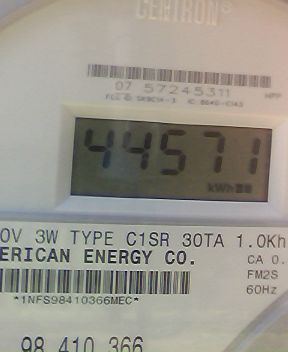 CENTRON®
07 57245311
44571
kWh
0V 3W TYPE C1SR 30TA 1.0Kh
ERICAN ENERGY CO.
CA 0.
FM2S
*1NFS98410366MEC*
60Hz
98 410 366